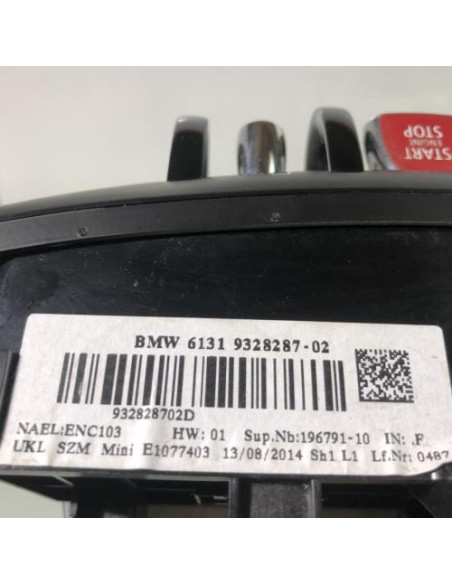 START
ENGINE
STOP
BMW 6131 9328287-02
932828702D
NAEL:ENC103 HW: 01 Sup.Nb:196791-10 IN: .F
UKL SZM Mini E1077403 13/08/2014 Sh1 L1 Lf.Nr: 0487